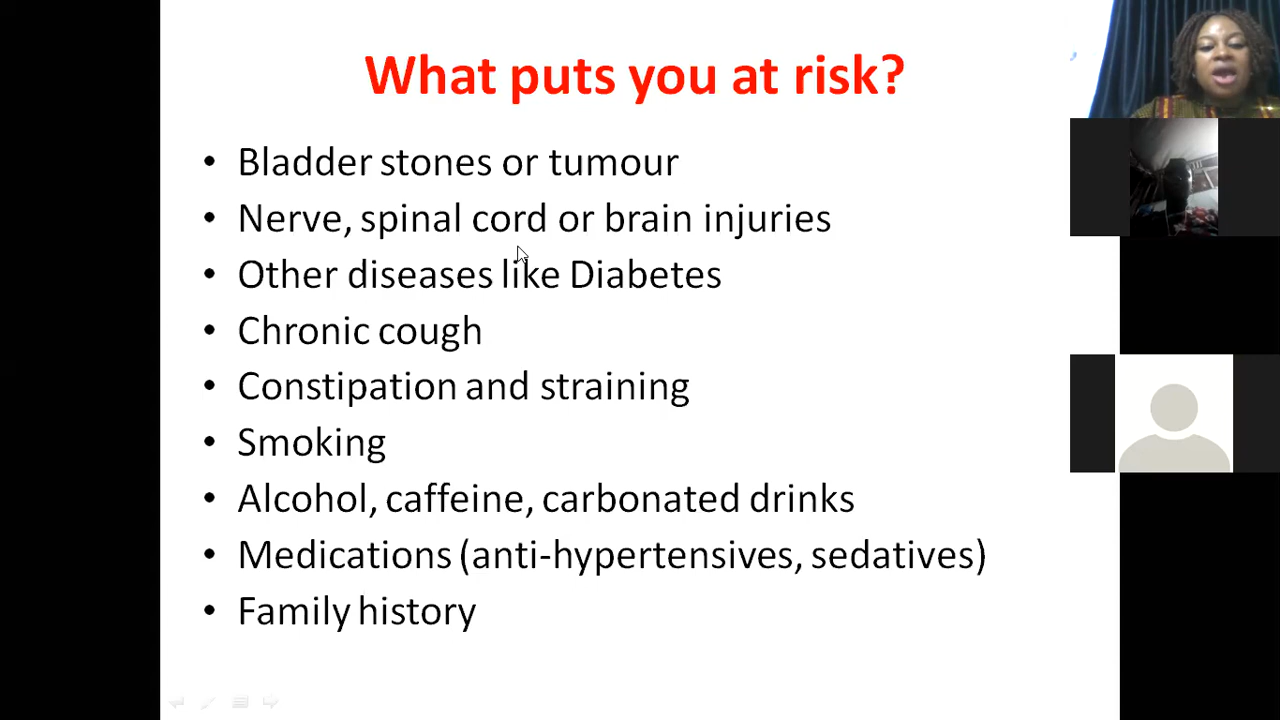 What puts you at risk?
• Bladder stones or tumour
• Nerve, spinal cord or brain injuries
• Other diseases like Diabetes
• Chronic cough
• Constipation and straining
• Smoking
• Alcohol, caffeine, carbonated drinks
• Medications (anti-hypertensives, sedatives)
• Family history